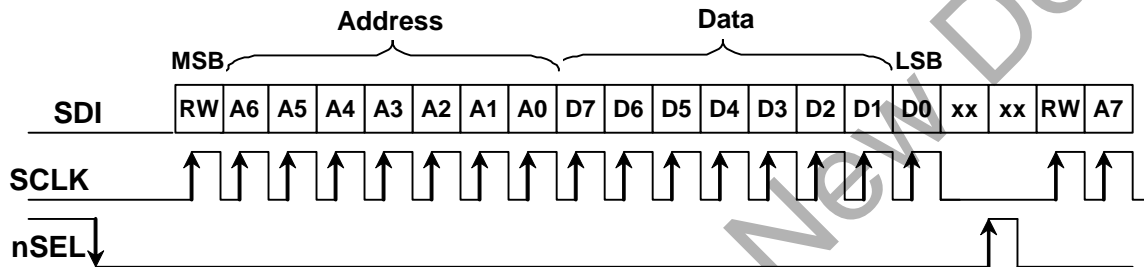 Address Data
MSB LSB
SDI RW A6 A5 A4 A3 A2 A1 A0 D7 D6 D5 D4 D3 D2 D1 D0 xx xx RW A7
SCLK
nSEL
New